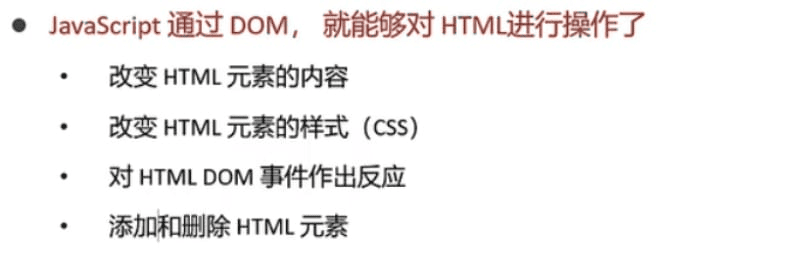 ● JavaScript 通过 DOM， 就能够对 HTML进行操作了
• 改变 HTML 元素的内容
• 改变 HTML 元素的样式（CSS）
• 对 HTML DOM 事件作出反应
• 添加和删除 HTML 元素